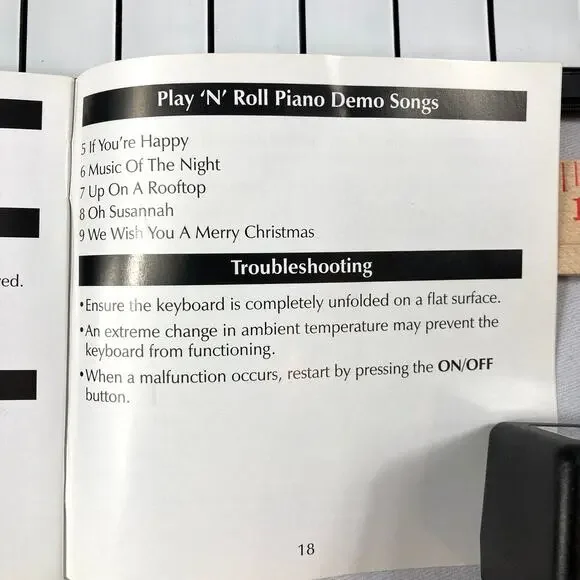 Play 'N' Roll Piano Demo Songs
5 If You're Happy
6 Music Of The Night
7 Up On A Rooftop
8 Oh Susannah
9 We Wish You A Merry Christmas
Troubleshooting
•Ensure the keyboard is completely unfolded on a flat surface.
•An extreme change in ambient temperature may prevent the
keyboard from functioning.
•When a malfunction occurs, restart by pressing the ON/OFF
button.
18